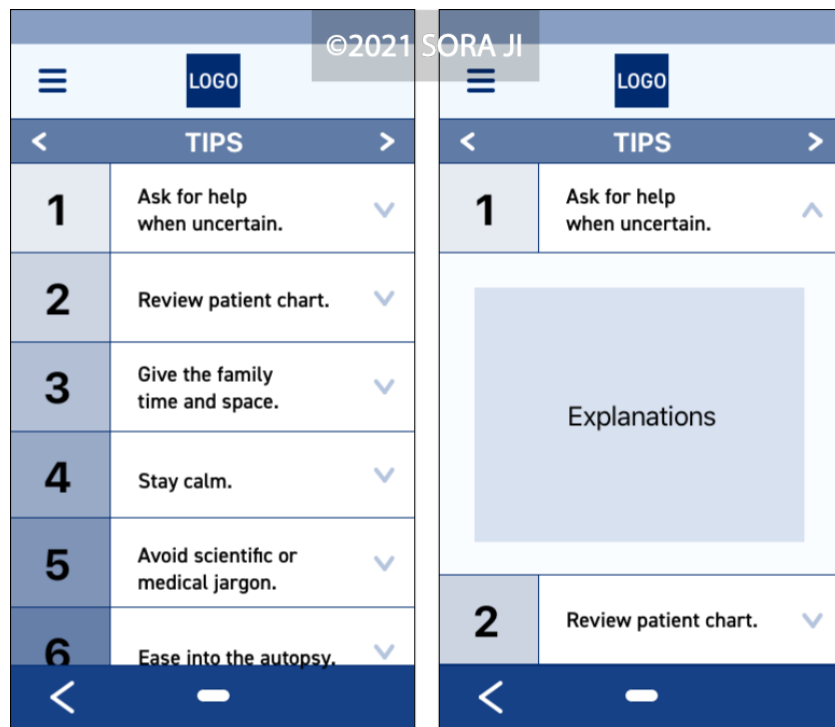 ©2021 SORA JI
LOGO
TIPS
1
Ask for help
when uncertain.
2
Review patient chart.
3
Give the family
time and space.
4
Stay calm.
5
Avoid scientific or
medical jargon.
6
Ease into the autopsy.
LOGO
TIPS
1
Ask for help
when uncertain.
Explanations
2
Review patient chart.